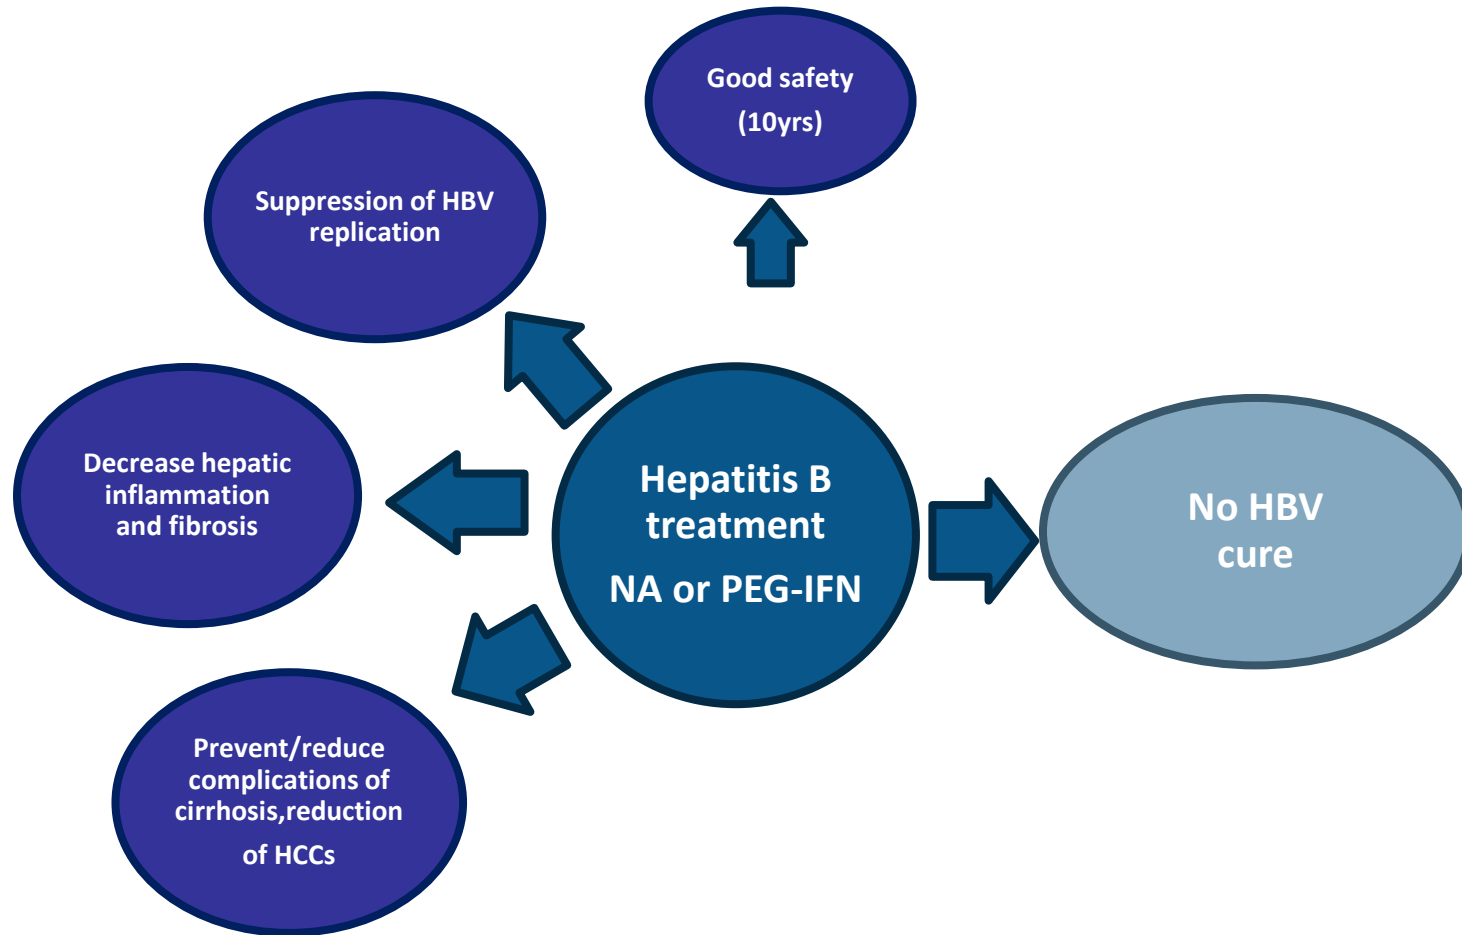 Good safety
(10yrs)
Suppression of HBV
replication
Decrease hepatic
inflammation
and fibrosis
Hepatitis B
treatment
NA or PEG-IFN
No HBV
cure
Prevent/reduce
complications of
cirrhosis,reduction
of HCCs